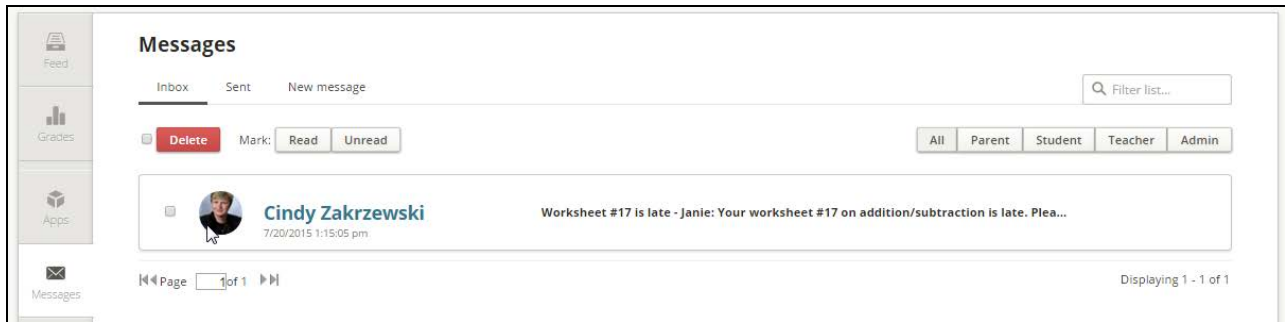 Feed
Grades
Apps
Messages
Messages
Inbox Sent New message Filter list...
Delete Mark: Read Unread All Parent Student Teacher Admin
Cindy Zakrzewski Worksheet #17 is late - Janie: Your worksheet #17 on addition/subtraction is late. Plea...
7/20/2015 1:15:05 pm
Page 1 of 1 Displaying 1 - 1 of 1